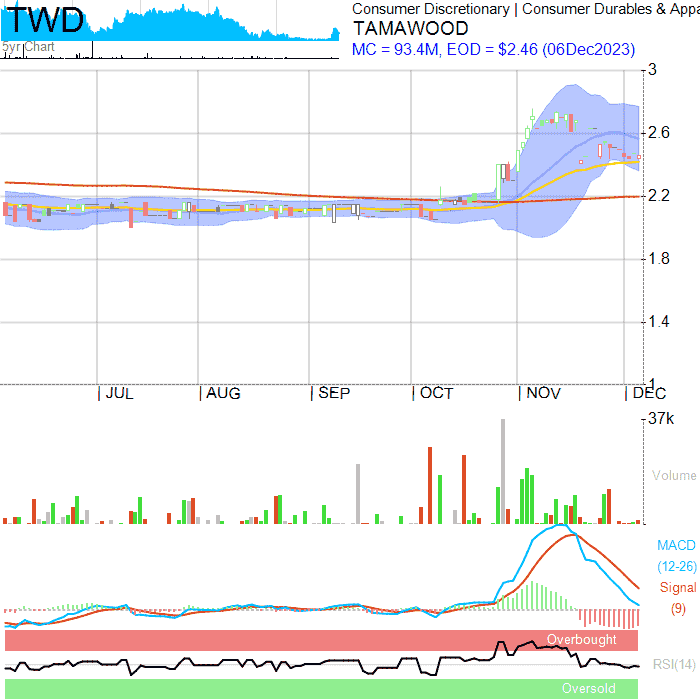 TWD
5yr Chart
Consumer Discretionary | Consumer Durables & Appa
TAMAWOOD
MC = 93.4M, EOD = $2.46 (06Dec2023)
3
2.6
2.2
1.8
1.4
1
| JUL | AUG | SEP | OCT | NOV | DEC
37k
Volume
MACD
(12-26)
Signal
(9)
Overbought
RSI(14)
Oversold